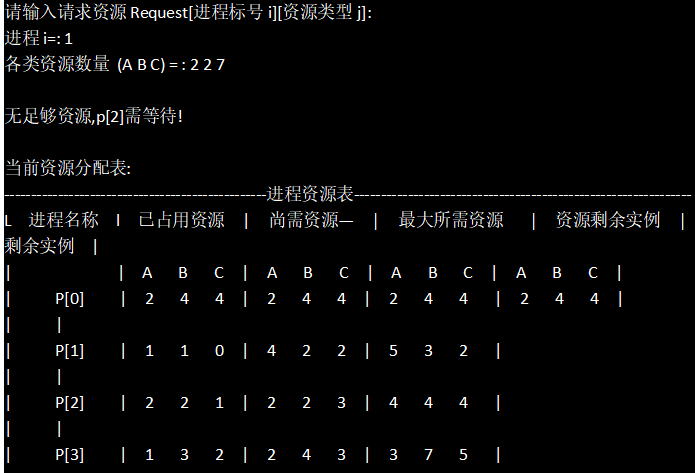 请输入请求资源 Request[进程标号 i][资源类型 j]:
进程 i=: 1
各类资源数量 (A B C) = : 2 2 7
无足够资源,p[2]需等待!
当前资源分配表:
------------------------------------------------进程资源表--------------------------------------------------------------
L 进程名称 l 已占用资源 | 尚需资源— | 最大所需资源 | 资源剩余实例 |
剩余实例 |
| | A B C | A B C | A B C | A B C |
| P[0] | 2 4 4 | 2 4 4 | 2 4 4 | 2 4 4 |
| |
| P[1] | 1 1 0 | 4 2 2 | 5 3 2 |
| |
| P[2] | 2 2 1 | 2 2 3 | 4 4 4 |
| |
| P[3] | 1 3 2 | 2 4 3 | 3 7 5 |